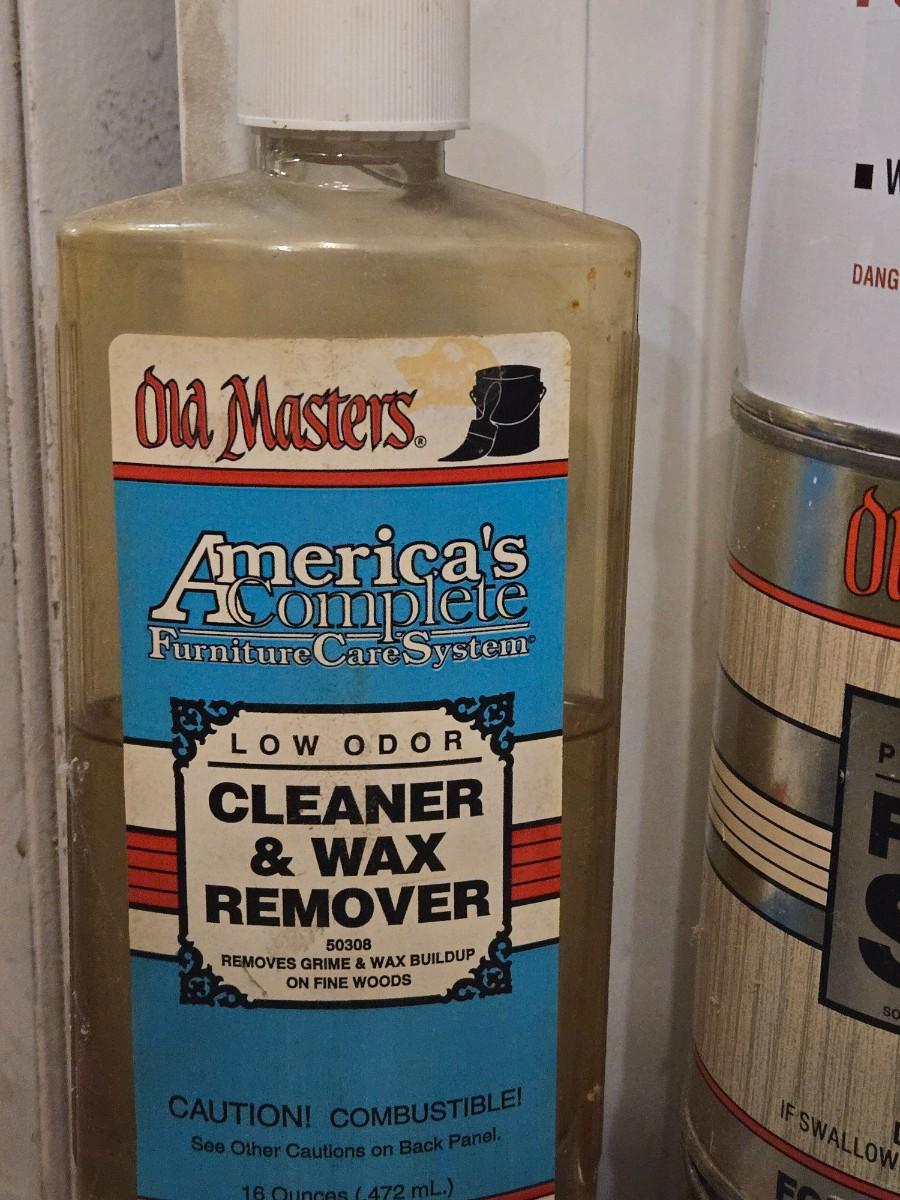 Old Masters®
America's
Complete
Furniture Care System
LOW ODOR
CLEANER
& WAX
REMOVER
50308
REMOVES GRIME & WAX BUILDUP
ON FINE WOODS
CAUTION! COMBUSTIBLE!
See Other Cautions on Back Panel.
16 Ounces (.472 mL.)
■ W
DANG
Ol
P
IF SWALLOW